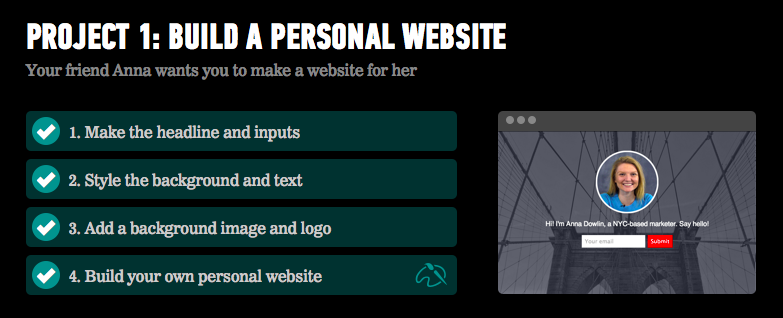 PROJECT 1: BUILD A PERSONAL WEBSITE
Your friend Anna wants you to make a website for her
1. Make the headline and inputs
2. Style the background and text
3. Add a background image and logo
4. Build your own personal website
Hi! I'm Anna Dowlin, a NYC-based marketer. Say hello!
Your email
Submit